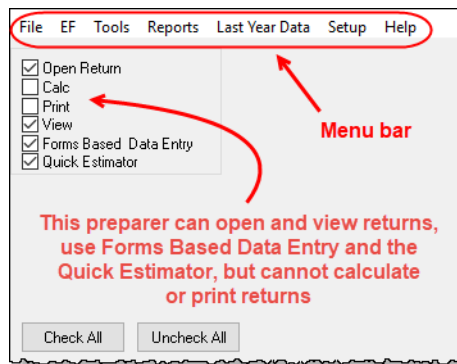 File EF Tools Reports Last Year Data Setup Help
Open Return
Calc
Print
View
Forms Based Data Entry
Quick Estimator
Menu bar
This preparer can open and view returns,
use Forms Based Data Entry and the
Quick Estimator, but cannot calculate
or print returns
Check All Uncheck All